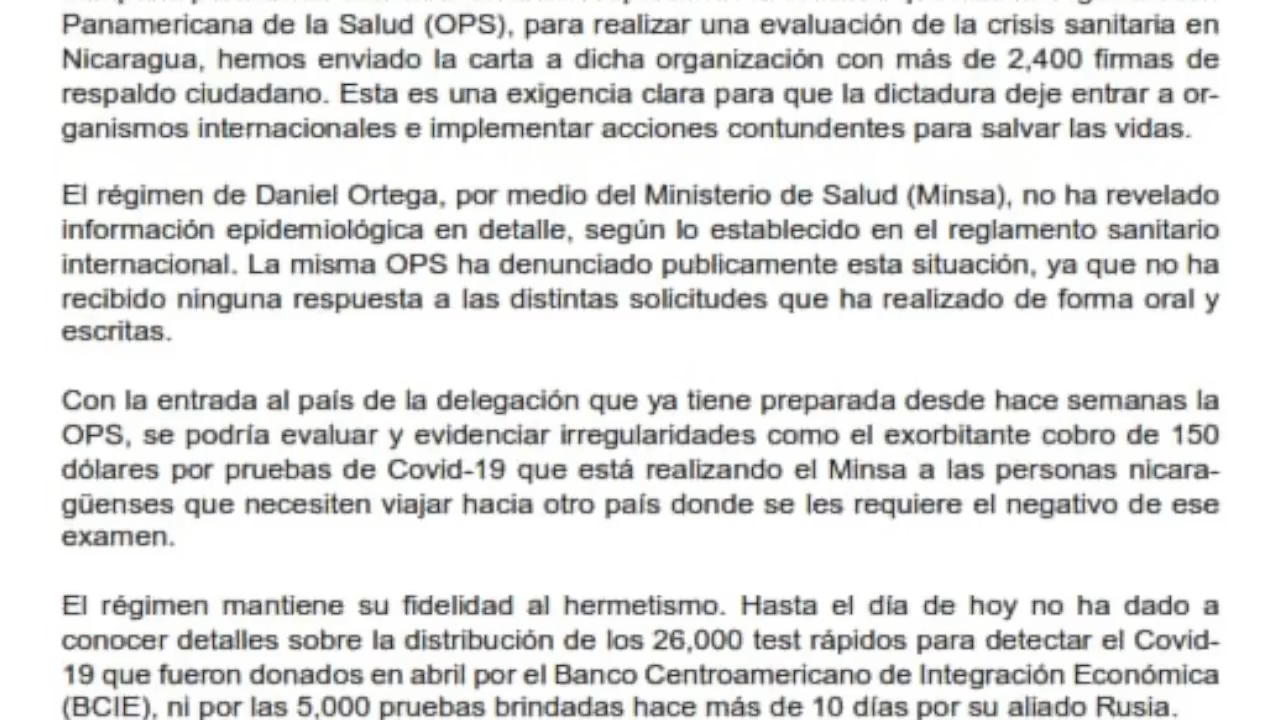 Panamericana de la Salud (OPS), para realizar una evaluación de la crisis sanitaria en
Nicaragua, hemos enviado la carta a dicha organización con más de 2,400 firmas de
respaldo ciudadano. Esta es una exigencia clara para que la dictadura deje entrar a or-
ganismos internacionales e implementar acciones contundentes para salvar las vidas.
El régimen de Daniel Ortega, por medio del Ministerio de Salud (Minsa), no ha revelado
información epidemiológica en detalle, según lo establecido en el reglamento sanitario
internacional. La misma OPS ha denunciado publicamente esta situación, ya que no ha
recibido ninguna respuesta a las distintas solicitudes que ha realizado de forma oral y
escritas.
Con la entrada al país de la delegación que ya tiene preparada desde hace semanas la
OPS, se podría evaluar y evidenciar irregularidades como el exorbitante cobro de 150
dólares por pruebas de Covid-19 que está realizando el Minsa a las personas nicara-
güenses que necesiten viajar hacia otro país donde se les requiere el negativo de ese
examen.
El régimen mantiene su fidelidad al hermetismo. Hasta el día de hoy no ha dado a
conocer detalles sobre la distribución de los 26,000 test rápidos para detectar el Covid-
19 que fueron donados en abril por el Banco Centroamericano de Integración Económica
(BCIE), ni por las 5,000 pruebas brindadas hace más de 10 días por su aliado Rusia.